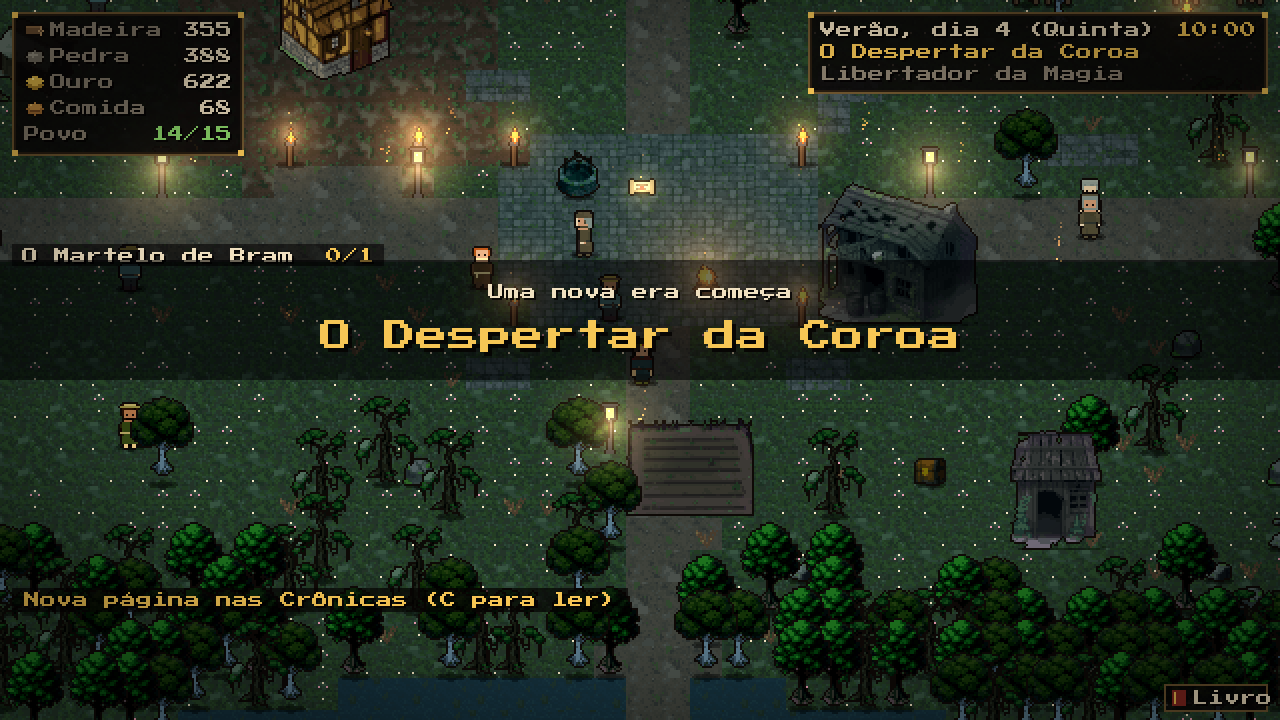 Madeira 355
Pedra 388
Ouro 622
Comida 68
Povo 14/15
Verão, dia 4 (Quinta) 10:00
O Despertar da Coroa
Libertador da Magia
O Martelo de Bram 0/1
Uma nova era começa
O Despertar da Coroa
Nova página nas Crônicas (C para ler)
Livro